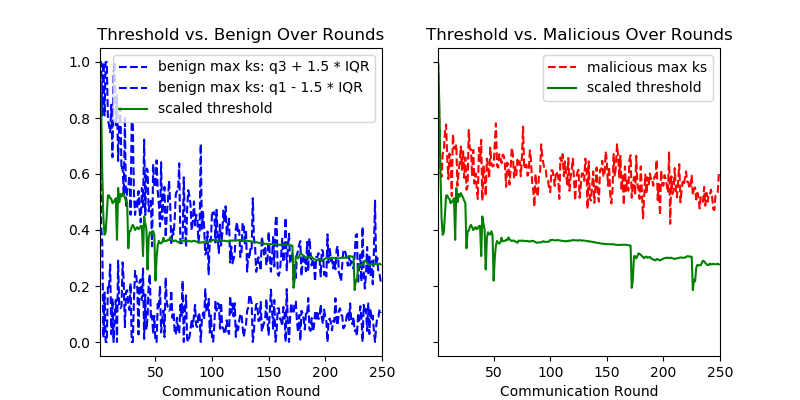 Threshold vs. Benign Over Rounds
benign max ks: q3 + 1.5 * IQR
benign max ks: q1 - 1.5 * IQR
scaled threshold
1.0
0.8
0.6
0.4
0.2
0.0
50 100 150 200 250
Communication Round
Threshold vs. Malicious Over Rounds
malicious max ks
scaled threshold
50 100 150 200 250
Communication Round